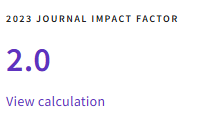 2023 JOURNAL IMPACT FACTOR
2.0
View calculation